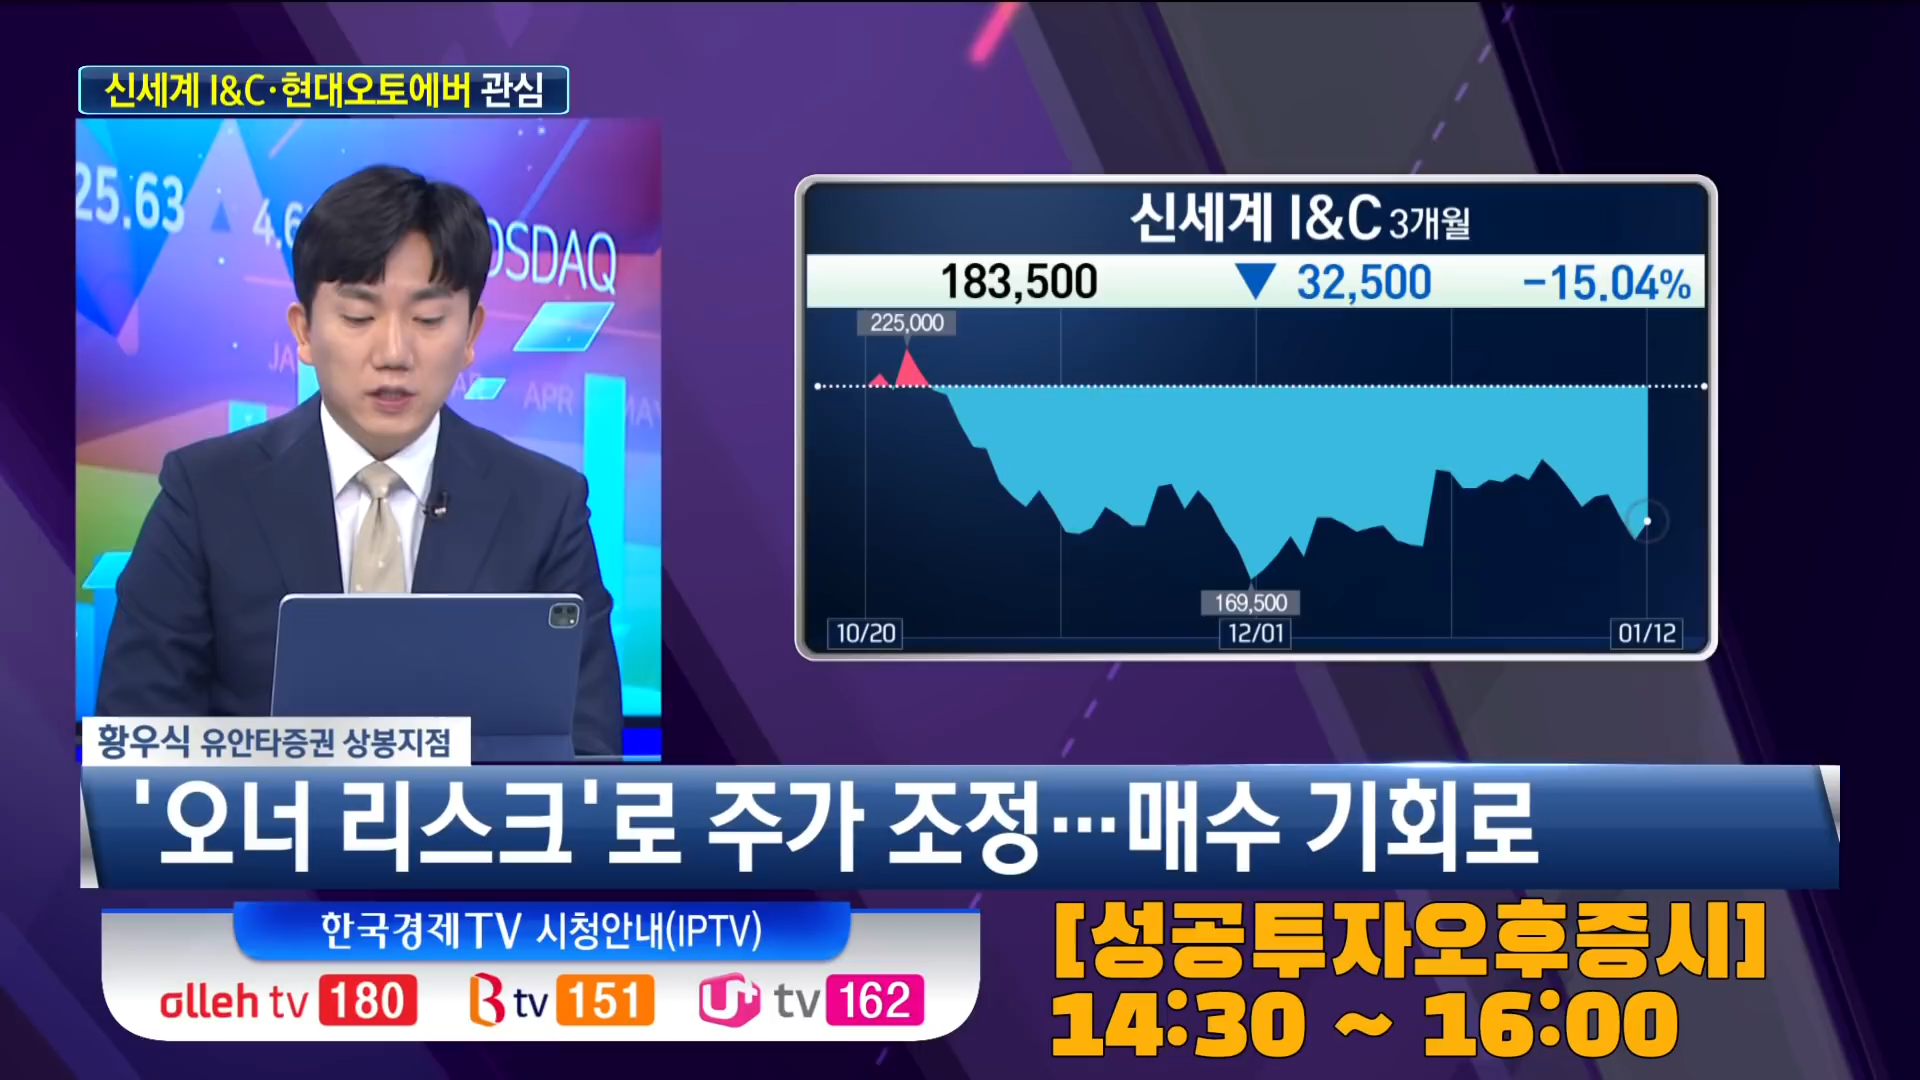 신세계 I&C·현대오토에버 관심
25.63 ▲ 4.6
OSDAQ
APR
MAY
신세계 I&C 3개월
183,500 ▼ 32,500 -15.04%
225,000
169,500
10/20 12/01 01/12
황우식 유안타증권 상봉지점
'오너 리스크'로 주가 조정…매수 기회로
한국경제TV 시청안내(IPTV)
olleh tv 180 B tv 151 U+ tv 162
[성공투자오후증시]
14:30 ~ 16:00